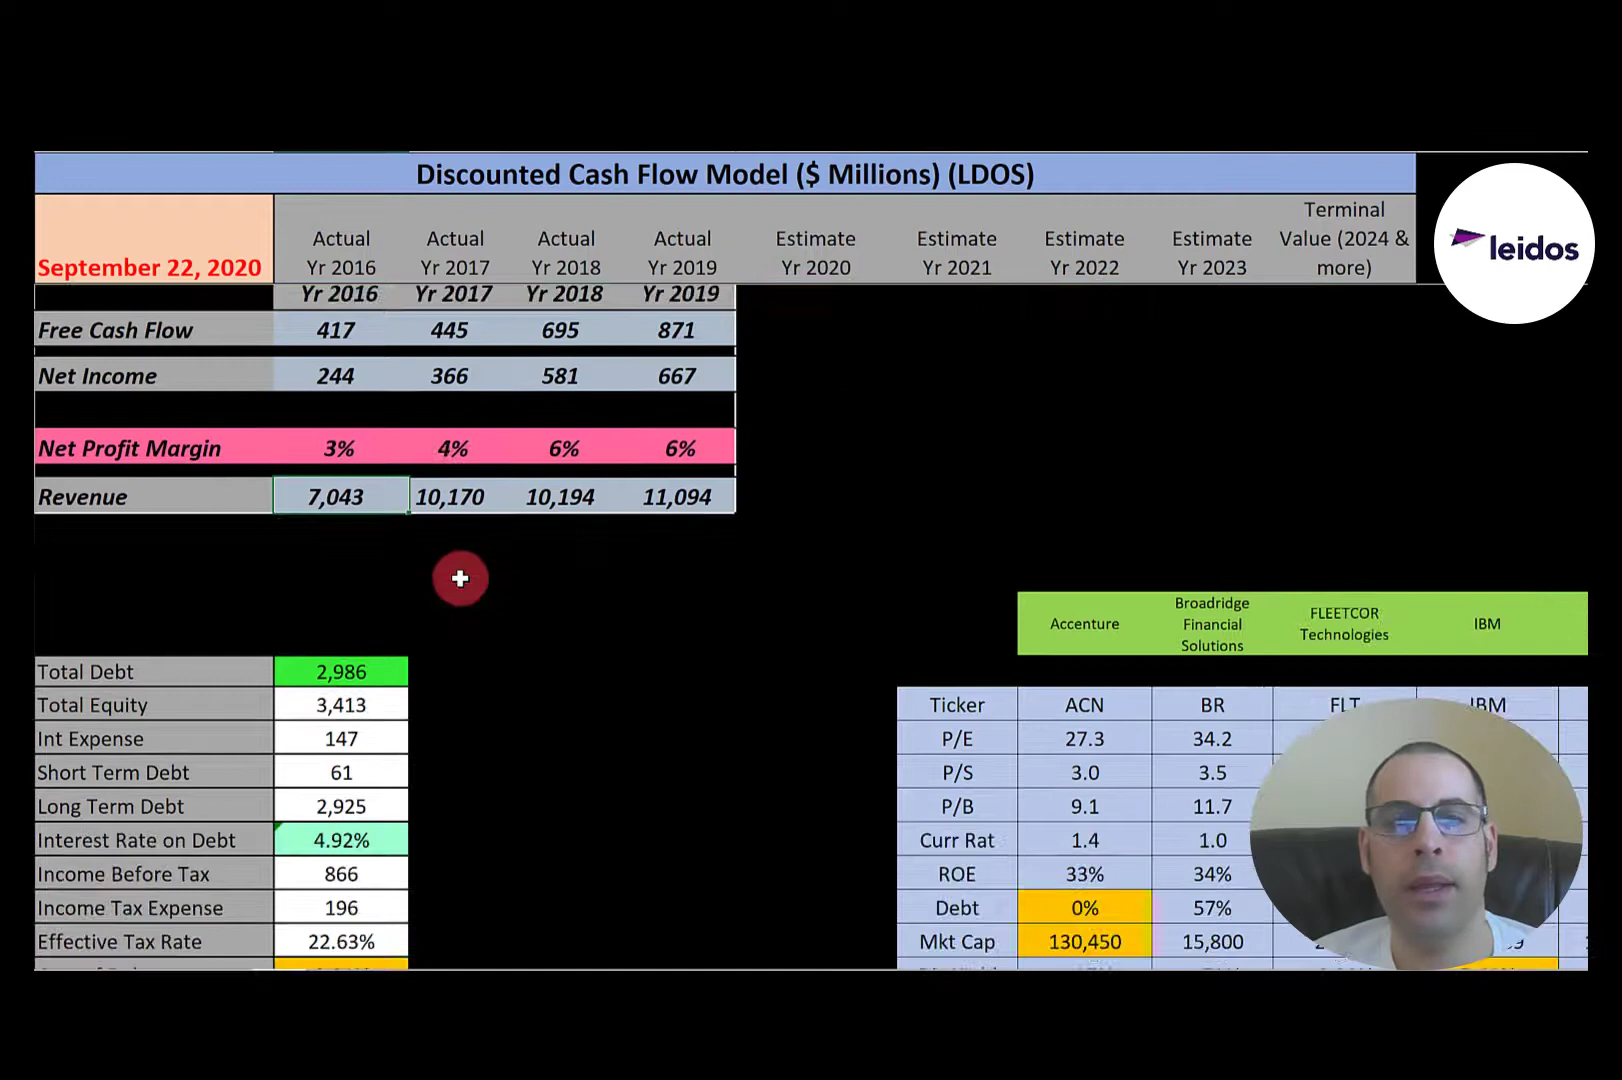 Discounted Cash Flow Model ($ Millions) (LDOS)
September 22, 2020
Actual Yr 2016
Actual Yr 2017
Actual Yr 2018
Actual Yr 2019
Estimate Yr 2020
Estimate Yr 2021
Estimate Yr 2022
Estimate Yr 2023
Terminal Value (2024 & more)
leidos
Yr 2016 Yr 2017 Yr 2018 Yr 2019
Free Cash Flow 417 445 695 871
Net Income 244 366 581 667
Net Profit Margin 3% 4% 6% 6%
Revenue 7,043 10,170 10,194 11,094
Accenture
Broadridge Financial Solutions
FLEETCOR Technologies
IBM
Total Debt 2,986
Total Equity 3,413
Int Expense 147
Short Term Debt 61
Long Term Debt 2,925
Interest Rate on Debt 4.92%
Income Before Tax 866
Income Tax Expense 196
Effective Tax Rate 22.63%
Ticker ACN BR FLT IBM
P/E 27.3 34.2
P/S 3.0 3.5
P/B 9.1 11.7
Curr Rat 1.4 1.0
ROE 33% 34%
Debt 0% 57%
Mkt Cap 130,450 15,800